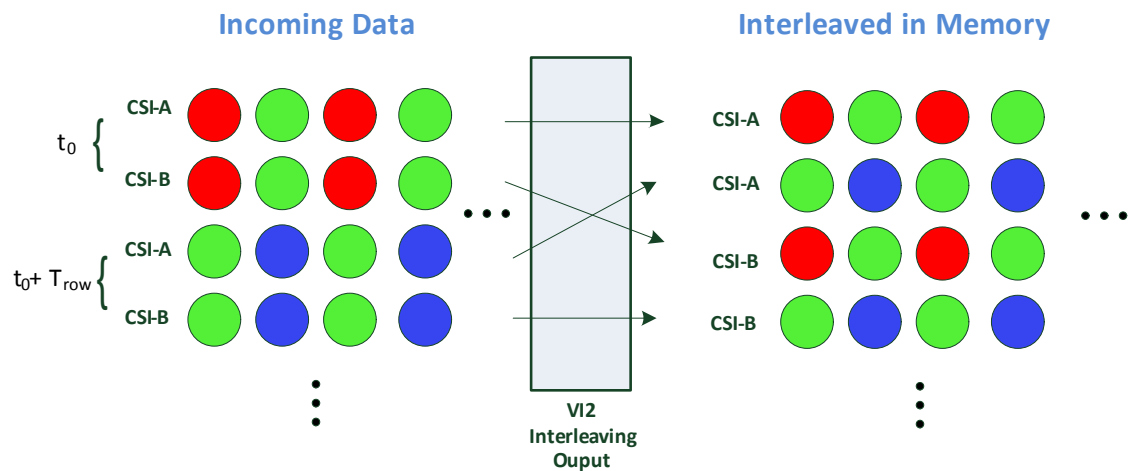 Incoming Data
Interleaved in Memory
CSI-A
t0
CSI-B
CSI-A
t0+ Trow
CSI-B
CSI-A
CSI-A
CSI-B
CSI-B
VI2
Interleaving
Ouput